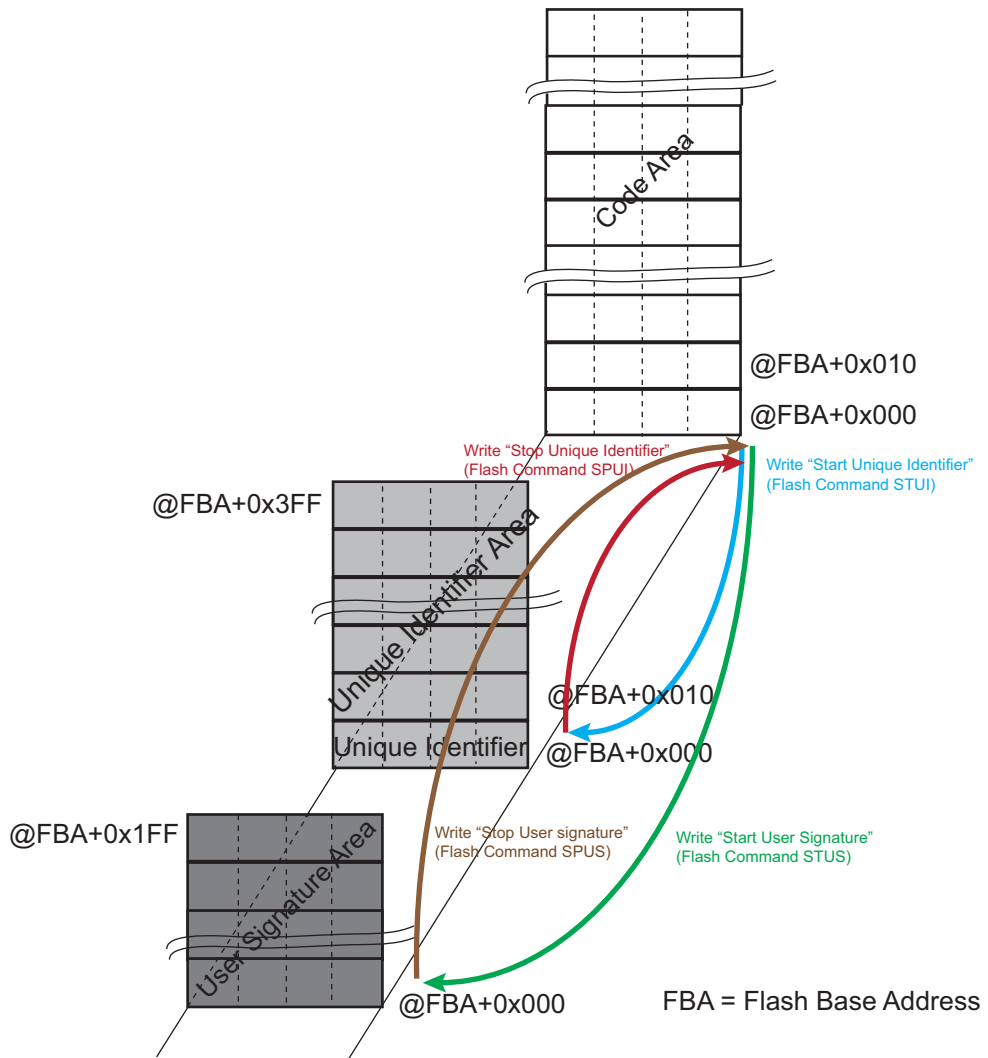 Code Area
@FBA+0x010
@FBA+0x000
Write “Stop Unique Identifier”
(Flash Command SPUI)
Write “Start Unique Identifier”
(Flash Command STUI)
@FBA+0x3FF
Unique Identifier Area
@FBA+0x010
Unique Identifier
@FBA+0x000
@FBA+0x1FF
User Signature Area
Write “Stop User signature”
(Flash Command SPUS)
Write “Start User Signature”
(Flash Command STUS)
@FBA+0x000
FBA = Flash Base Address